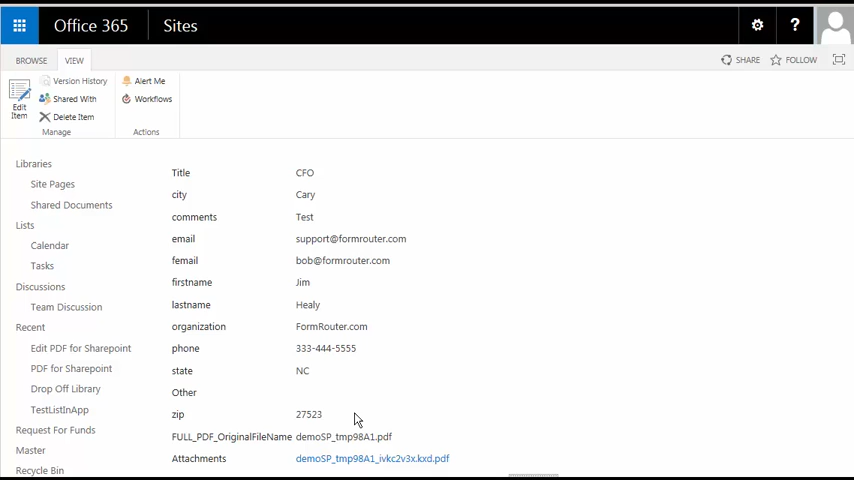 Office 365 Sites ?
BROWSE VIEW SHARE FOLLOW
Edit Item
Version History
Shared With
Delete Item
Manage
Alert Me
Workflows
Actions
Libraries
Site Pages
Shared Documents
Lists
Calendar
Tasks
Discussions
Team Discussion
Recent
Edit PDF for Sharepoint
PDF for Sharepoint
Drop Off Library
TestListInApp
Request For Funds
Master
Recycle Bin
Title CFO
city Cary
comments Test
email support@formrouter.com
femail bob@formrouter.com
firstname Jim
lastname Healy
organization FormRouter.com
phone 333-444-5555
state NC
Other
zip 27523
FULL_PDF_OriginalFileName demoSP_tmp98A1.pdf
Attachments demoSP_tmp98A1_ivkc2v3x.kxd.pdf